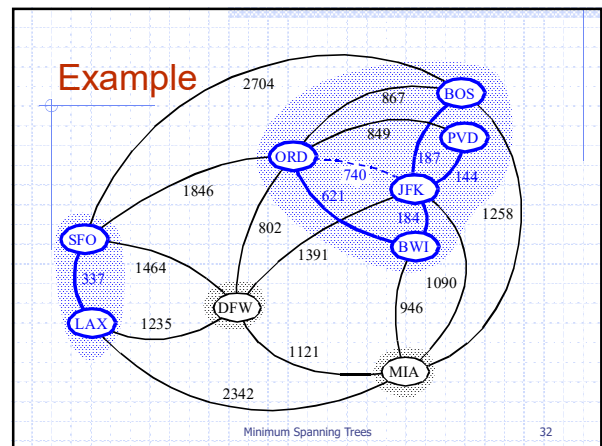 Example
2704
867
BOS
849
PVD
ORD
187
740
144
JFK
1846
621
184
1258
802
SFO
BWI
1464
1391
337
1090
DFW
946
LAX
1235
1121
MIA
2342
Minimum Spanning Trees
32